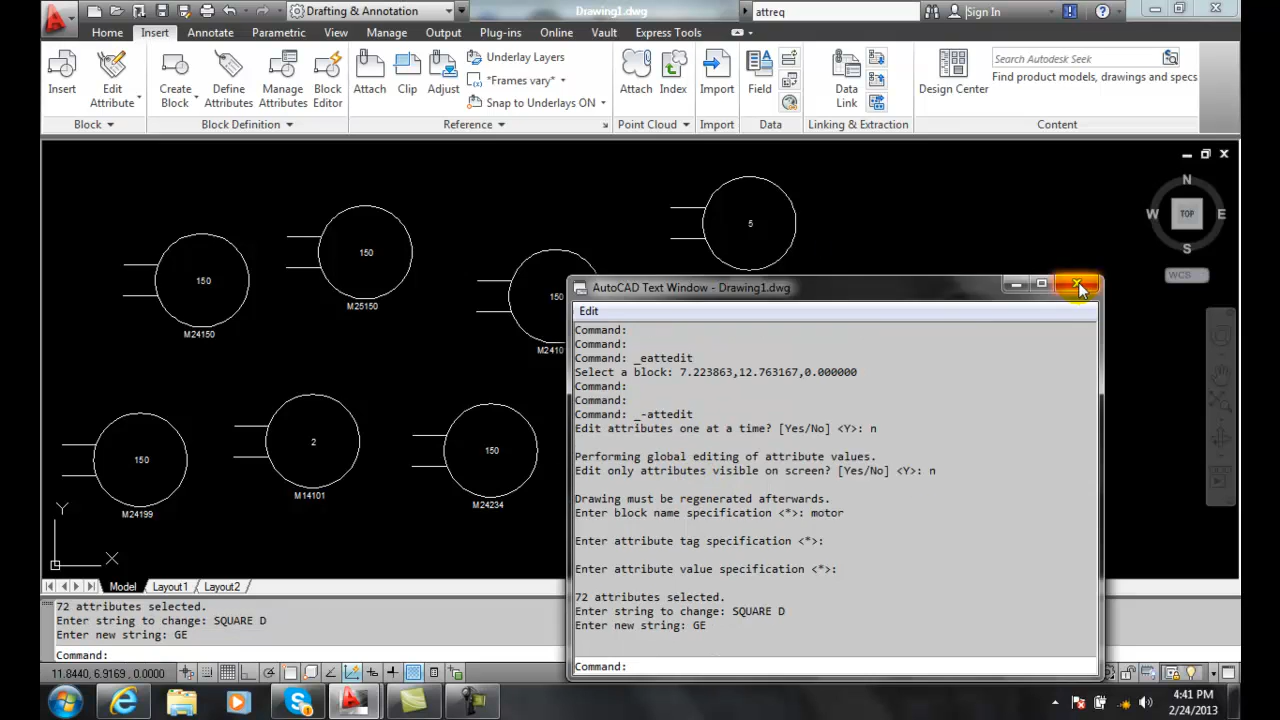 Drafting & Annotation
Drawing1.dwg
attreq
Sign In
Home Insert Annotate Parametric View Manage Output Plug-ins Online Vault Express Tools
Insert
Edit Attribute
Create Block
Define Attributes
Manage Attributes
Block Editor
Attach
Clip
Adjust
Underlay Layers
*Frames vary*
Snap to Underlays ON
Attach
Index
Import
Field
Data Link
Design Center
Search Autodesk Seek
Find product models, drawings and specs
Block
Block Definition
Reference
Point Cloud
Import
Data
Linking & Extraction
Content
N
W TOP E
S
WCS
5
150
M24150
150
M25150
150
M2410
150
M24199
2
M14101
150
M24234
Y
X
AutoCAD Text Window - Drawing1.dwg
Edit
Command:
Command:
Command: _eattedit
Select a block: 7.223863,12.763167,0.000000
Command:
Command:
Command: _-attedit
Edit attributes one at a time? [Yes/No] <Y>: n
Performing global editing of attribute values.
Edit only attributes visible on screen? [Yes/No] <Y>: n
Drawing must be regenerated afterwards.
Enter block name specification <*>: motor
Enter attribute tag specification <*>:
Enter attribute value specification <*>:
72 attributes selected.
Enter string to change: SQUARE D
Enter new string: GE
Command:
Model Layout1 Layout2
72 attributes selected.
Enter string to change: SQUARE D
Enter new string: GE
Command:
11.8440, 6.9169, 0.0000
4:41 PM
2/24/2013